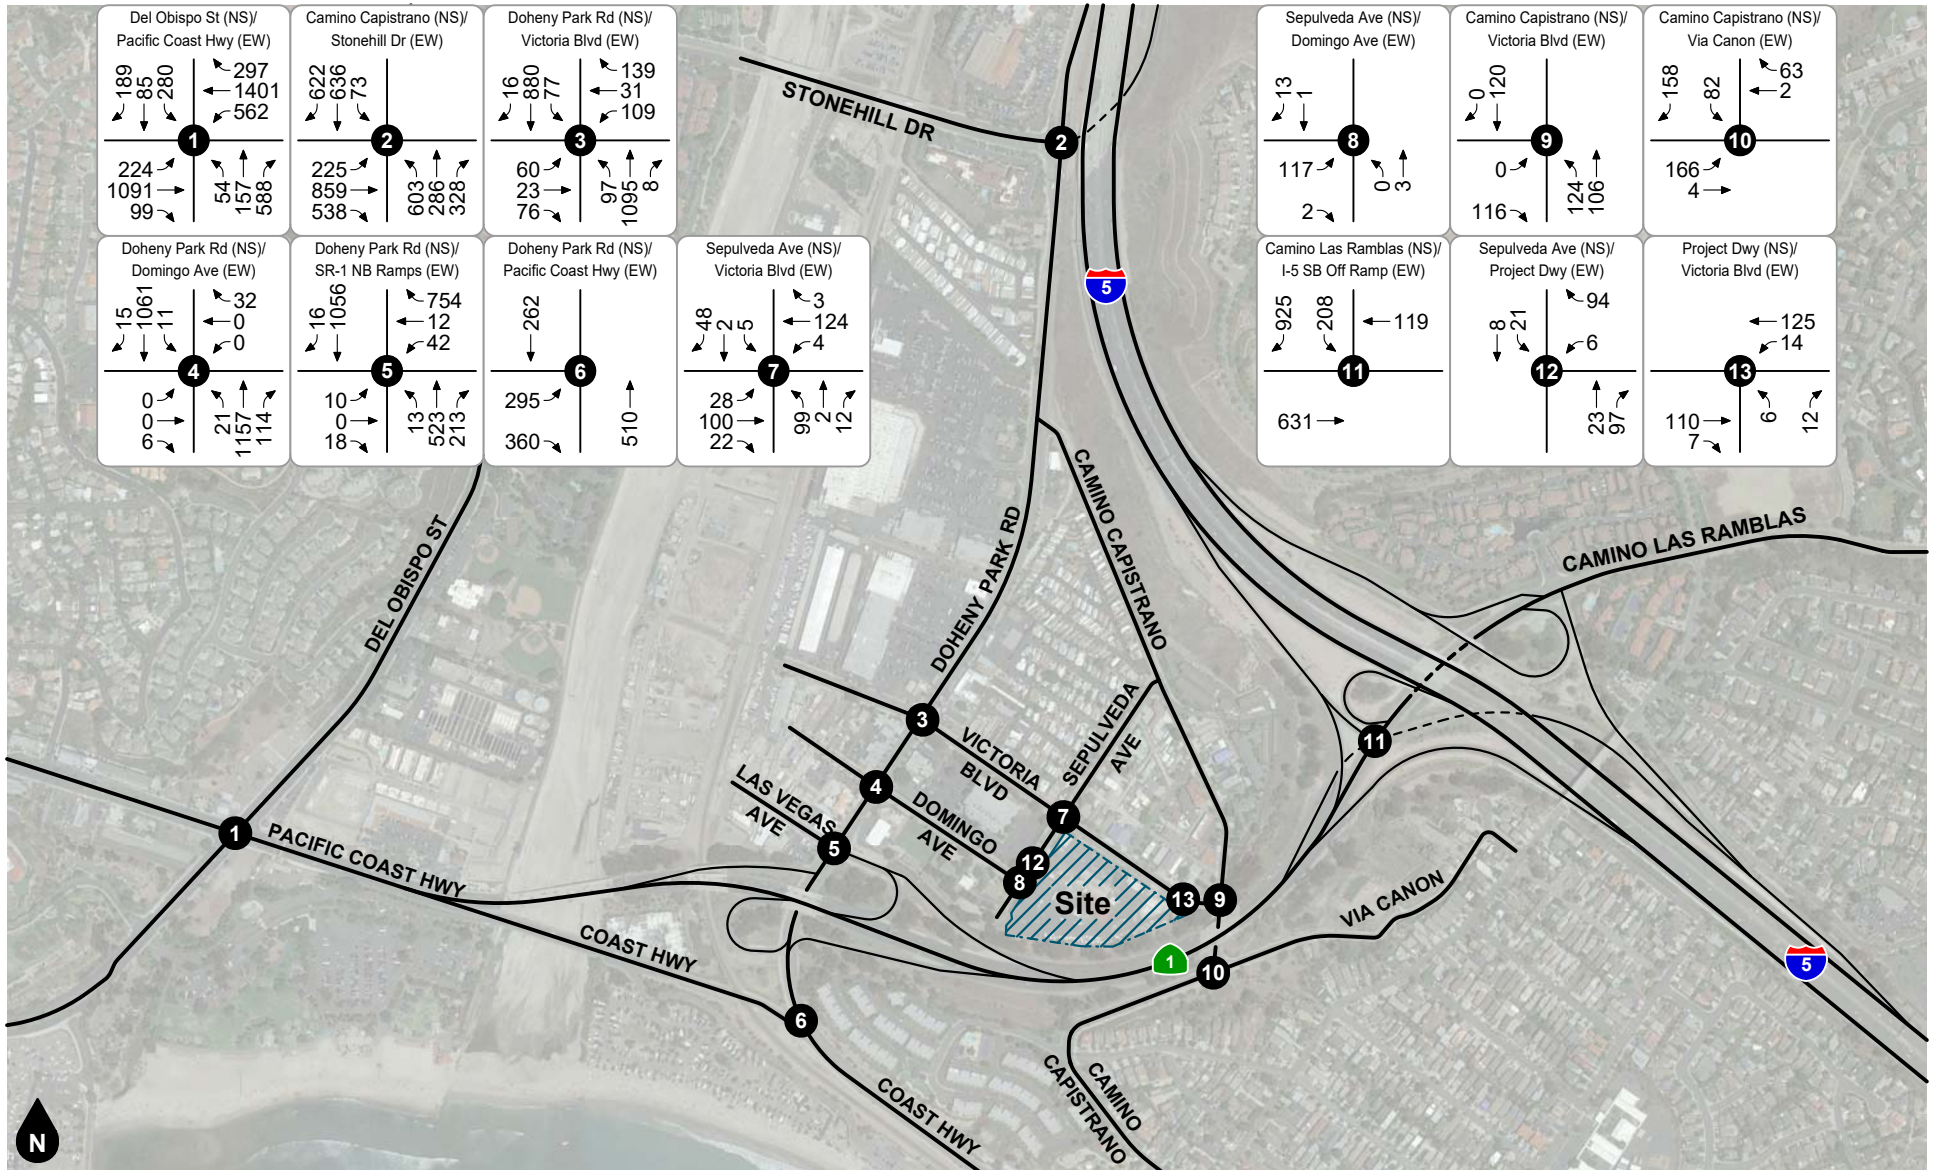 Del Obispo St (NS)/
Pacific Coast Hwy (EW)
189 85 280
297
1401
562
1
224
1091
99
54 157 588
Camino Capistrano (NS)/
Stonehill Dr (EW)
622 636 73
2
225
859
538
603 286 328
Doheny Park Rd (NS)/
Victoria Blvd (EW)
16 880 77
139
31
109
3
60
23
76
97 1095 8
Doheny Park Rd (NS)/
Domingo Ave (EW)
15 1061 11
32
0
0
4
0
0
6
21 1157 114
Doheny Park Rd (NS)/
SR-1 NB Ramps (EW)
16 1056
754
12
42
5
10
0
18
13 523 213
Doheny Park Rd (NS)/
Pacific Coast Hwy (EW)
262
6
295
360
510
Sepulveda Ave (NS)/
Victoria Blvd (EW)
48 2 5
3
124
4
7
28
100
22
99 2 12
Sepulveda Ave (NS)/
Domingo Ave (EW)
13 1
8
117
2
0 3
Camino Capistrano (NS)/
Victoria Blvd (EW)
0 120
9
0
116
124 106
Camino Capistrano (NS)/
Via Canon (EW)
158 82
63
2
10
166
4
Camino Las Ramblas (NS)/
I-5 SB Off Ramp (EW)
925 208
119
11
631
Sepulveda Ave (NS)/
Project Dwy (EW)
8 21
94
6
12
23 97
Project Dwy (NS)/
Victoria Blvd (EW)
125
14
13
110
7
6 12
STONEHILL DR
2
5
CAMINO CAPISTRANO
DOHENY PARK RD
DEL OBISPO ST
CAMINO LAS RAMBLAS
3
VICTORIA
BLVD
SEPULVEDA
AVE
11
4
LAS VEGAS
AVE
DOMINGO
AVE
7
1
PACIFIC COAST HWY
5
12
8
Site
13
9
VIA CANON
COAST HWY
1
10
5
6
COAST HWY
CAMINO
CAPISTRANO
N